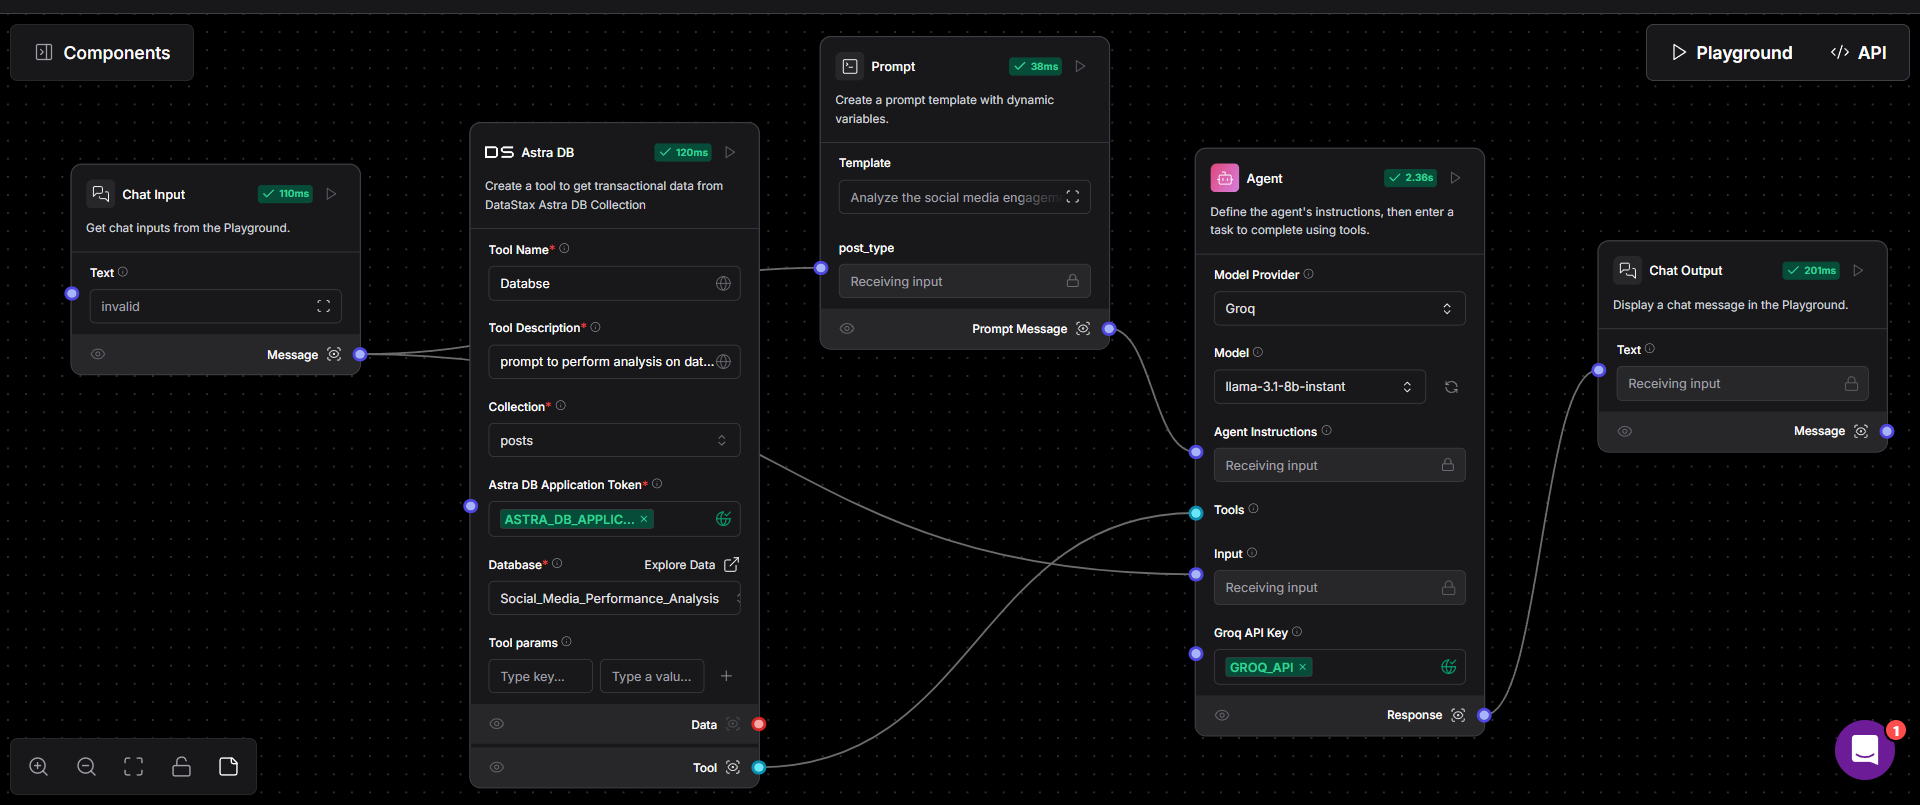 Components
Playground
API
Chat Input
110ms
Get chat inputs from the Playground.
Text
invalid
Message
DS Astra DB
120ms
Create a tool to get transactional data from
DataStax Astra DB Collection
Tool Name*
Databse
Tool Description*
prompt to perform analysis on dat...
Collection*
posts
Astra DB Application Token*
ASTRA_DB_APPLIC... ×
Database*
Explore Data
Social_Media_Performance_Analysis
Tool params
Type key...
Type a valu...
Data
Tool
Prompt
38ms
Create a prompt template with dynamic
variables.
Template
Analyze the social media engagem
post_type
Receiving input
Prompt Message
Agent
2.36s
Define the agent's instructions, then enter a
task to complete using tools.
Model Provider
Groq
Model
llama-3.1-8b-instant
Agent Instructions
Receiving input
Tools
Input
Receiving input
Groq API Key
GROQ_API ×
Response
Chat Output
201ms
Display a chat message in the Playground.
Text
Receiving input
Message
1